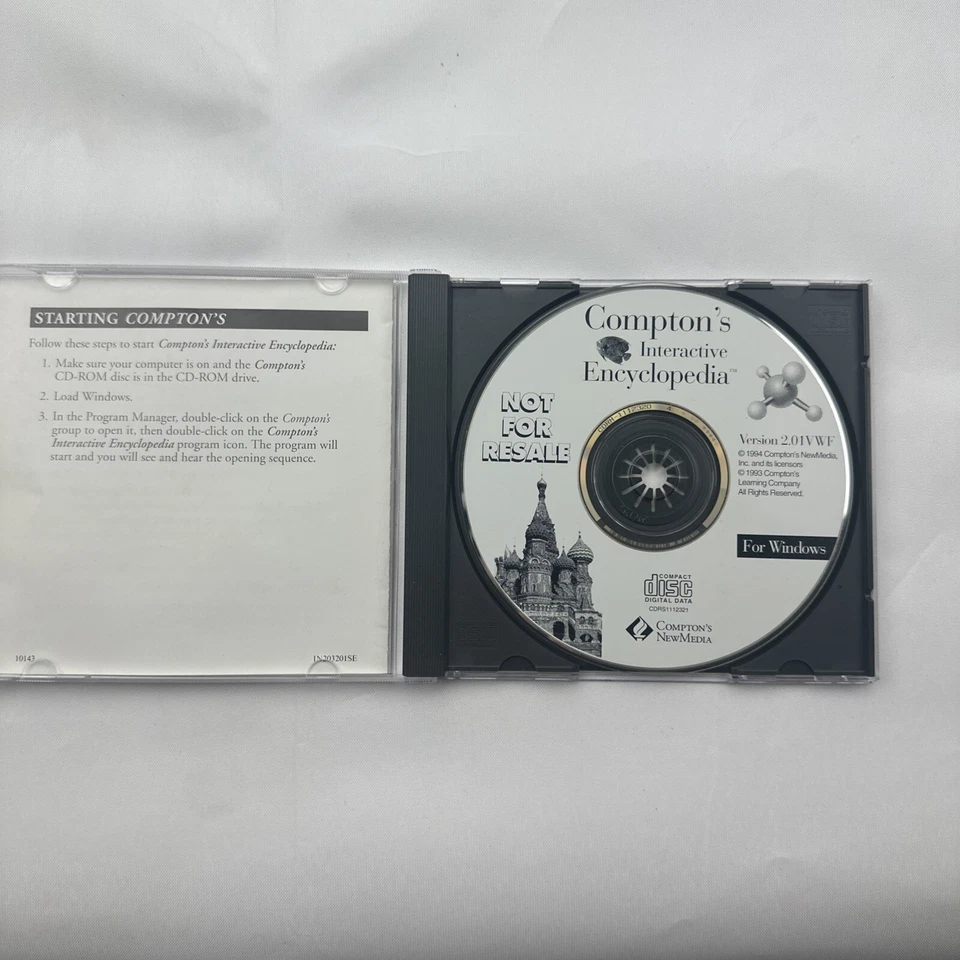 STARTING COMPTON'S
Follow these steps to start Compton's Interactive Encyclopedia:
1. Make sure your computer is on and the Compton's
CD-ROM disc is in the CD-ROM drive.
2. Load Windows.
3. In the Program Manager, double-click on the Compton's
group to open it, then double-click on the Compton's
Interactive Encyclopedia program icon. The program will
start and you will see and hear the opening sequence.
10143
1N203201SE
Compton's
Interactive
Encyclopedia™
NOT
FOR
RESALE
CDRM-1112320
Version 2.01VWF
© 1994 Compton's NewMedia,
Inc. and its licensors
© 1993 Compton's
Learning Company
All Rights Reserved.
For Windows
COMPACT
disc
DIGITAL DATA
CDRS1112321
COMPTON'S
NEWMEDIA